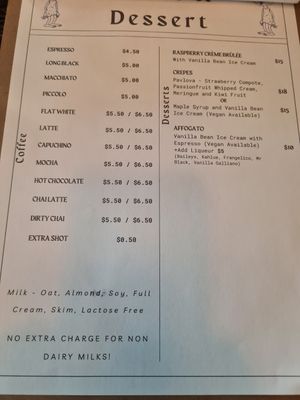 Dessert
Coffee
ESPRESSO $4.50
LONG BLACK $5.00
MACCHIATO $5.00
PICCOLO $5.00
FLAT WHITE $5.50 / $6.50
LATTE $5.50 / $6.50
CAPUCHINO $5.50 / $6.50
MOCHA $5.50 / $6.50
HOT CHOCOLATE $5.50 / $6.50
CHAI LATTE $5.50 / $6.50
DIRTY CHAI $5.50 / $6.50
EXTRA SHOT $0.50
Milk - Oat, Almond, Soy, Full
Cream, Skim, Lactose Free
NO EXTRA CHARGE FOR NON
DAIRY MILKS!
Desserts
RASPBERRY CRÈME BRÛLÉE
With Vanilla Bean Ice Cream $15
CREPES
Pavlova - Strawberry Compote,
Passionfruit Whipped Cream,
Meringue and Kiwi Fruit $18
OR
Maple Syrup and Vanilla Bean
Ice Cream (Vegan Available) $15
AFFOGATO
Vanilla Bean Ice Cream with
Espresso (Vegan Available) $10
+Add Liqueur $5
(Baileys, Kahlua, Frangelico, Mr
Black, Vanilla Galliano)